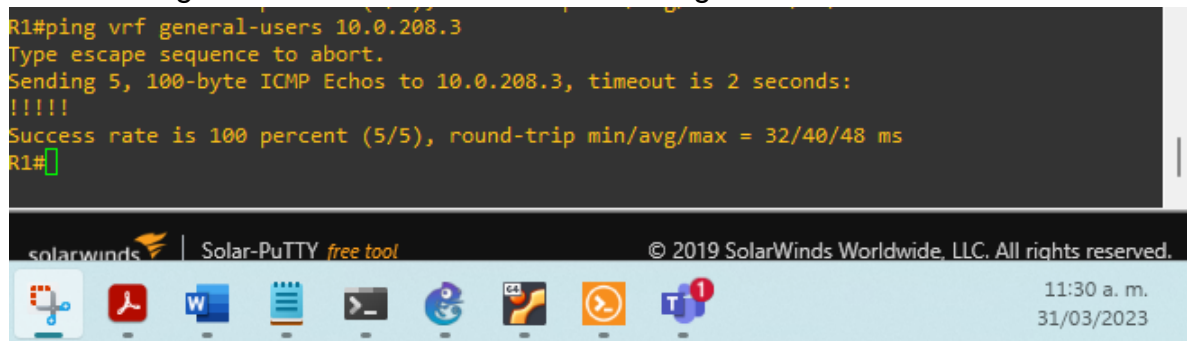 R1#ping vrf general-users 10.0.208.3
Type escape sequence to abort.
Sending 5, 100-byte ICMP Echos to 10.0.208.3, timeout is 2 seconds:
!!!!!
Success rate is 100 percent (5/5), round-trip min/avg/max = 32/40/48 ms
R1#
solarwinds | Solar-PuTTY free tool © 2019 SolarWinds Worldwide, LLC. All rights reserved.
W >_ C4 >_ T 1 11:30 a. m.
31/03/2023